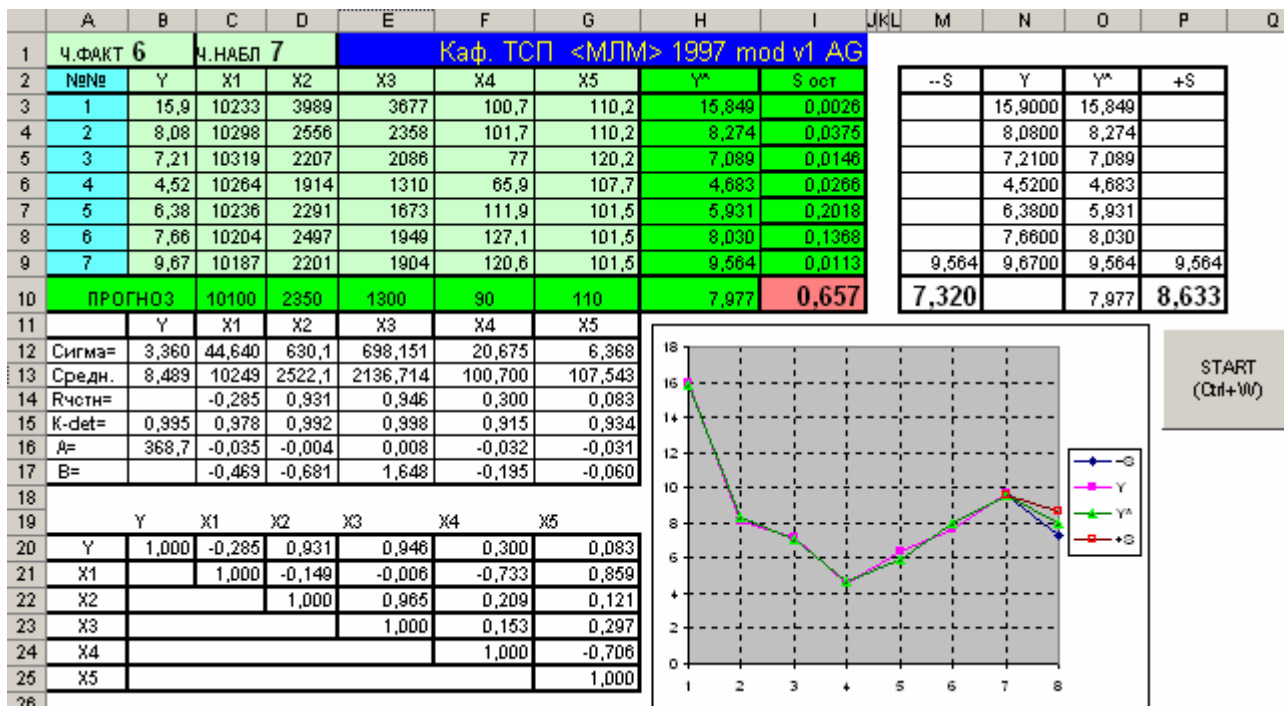 A B C D E F G H I J K L M N O P Q
1 Ч.ФАКТ 6 Ч.НАБЛ 7 Каф. ТСП <МЛМ> 1997 mod v1 AG
2 №№ Y X1 X2 X3 X4 X5 Y^ S ост --S Y Y^ +S
3 1 15,9 10233 3989 3677 100,7 110,2 15,849 0,0026 15,9000 15,849
4 2 8,08 10298 2556 2358 101,7 110,2 8,274 0,0375 8,0800 8,274
5 3 7,21 10319 2207 2086 77 120,2 7,089 0,0146 7,2100 7,089
6 4 4,52 10264 1914 1310 65,9 107,7 4,683 0,0266 4,5200 4,683
7 5 6,38 10236 2291 1673 111,9 101,5 5,931 0,2018 6,3800 5,931
8 6 7,66 10204 2497 1949 127,1 101,5 8,030 0,1368 7,6600 8,030
9 7 9,67 10187 2201 1904 120,6 101,5 9,564 0,0113 9,564 9,6700 9,564 9,564
10 ПРОГНОЗ 10100 2350 1300 90 110 7,977 0,657 7,320 7,977 8,633
11 Y X1 X2 X3 X4 X5
12 Сигма= 3,360 44,640 630,1 698,151 20,675 6,368
13 Средн. 8,489 10249 2522,1 2136,714 100,700 107,543
14 Rчстн= -0,285 0,931 0,946 0,300 0,083
15 K-det= 0,995 0,978 0,992 0,998 0,915 0,934
16 A= 368,7 -0,035 -0,004 0,008 -0,032 -0,031
17 B= -0,469 -0,681 1,648 -0,195 -0,060
18
19 Y X1 X2 X3 X4 X5
20 Y 1,000 -0,285 0,931 0,946 0,300 0,083
21 X1 1,000 -0,149 -0,006 -0,733 0,859
22 X2 1,000 0,965 0,209 0,121
23 X3 1,000 0,153 0,297
24 X4 1,000 -0,706
25 X5 1,000
26
18
16
14
12
10
8
6
4
2
0
1 2 3 4 5 6 7 8
-S
Y
Y^
+S
START
(Ctrl+W)